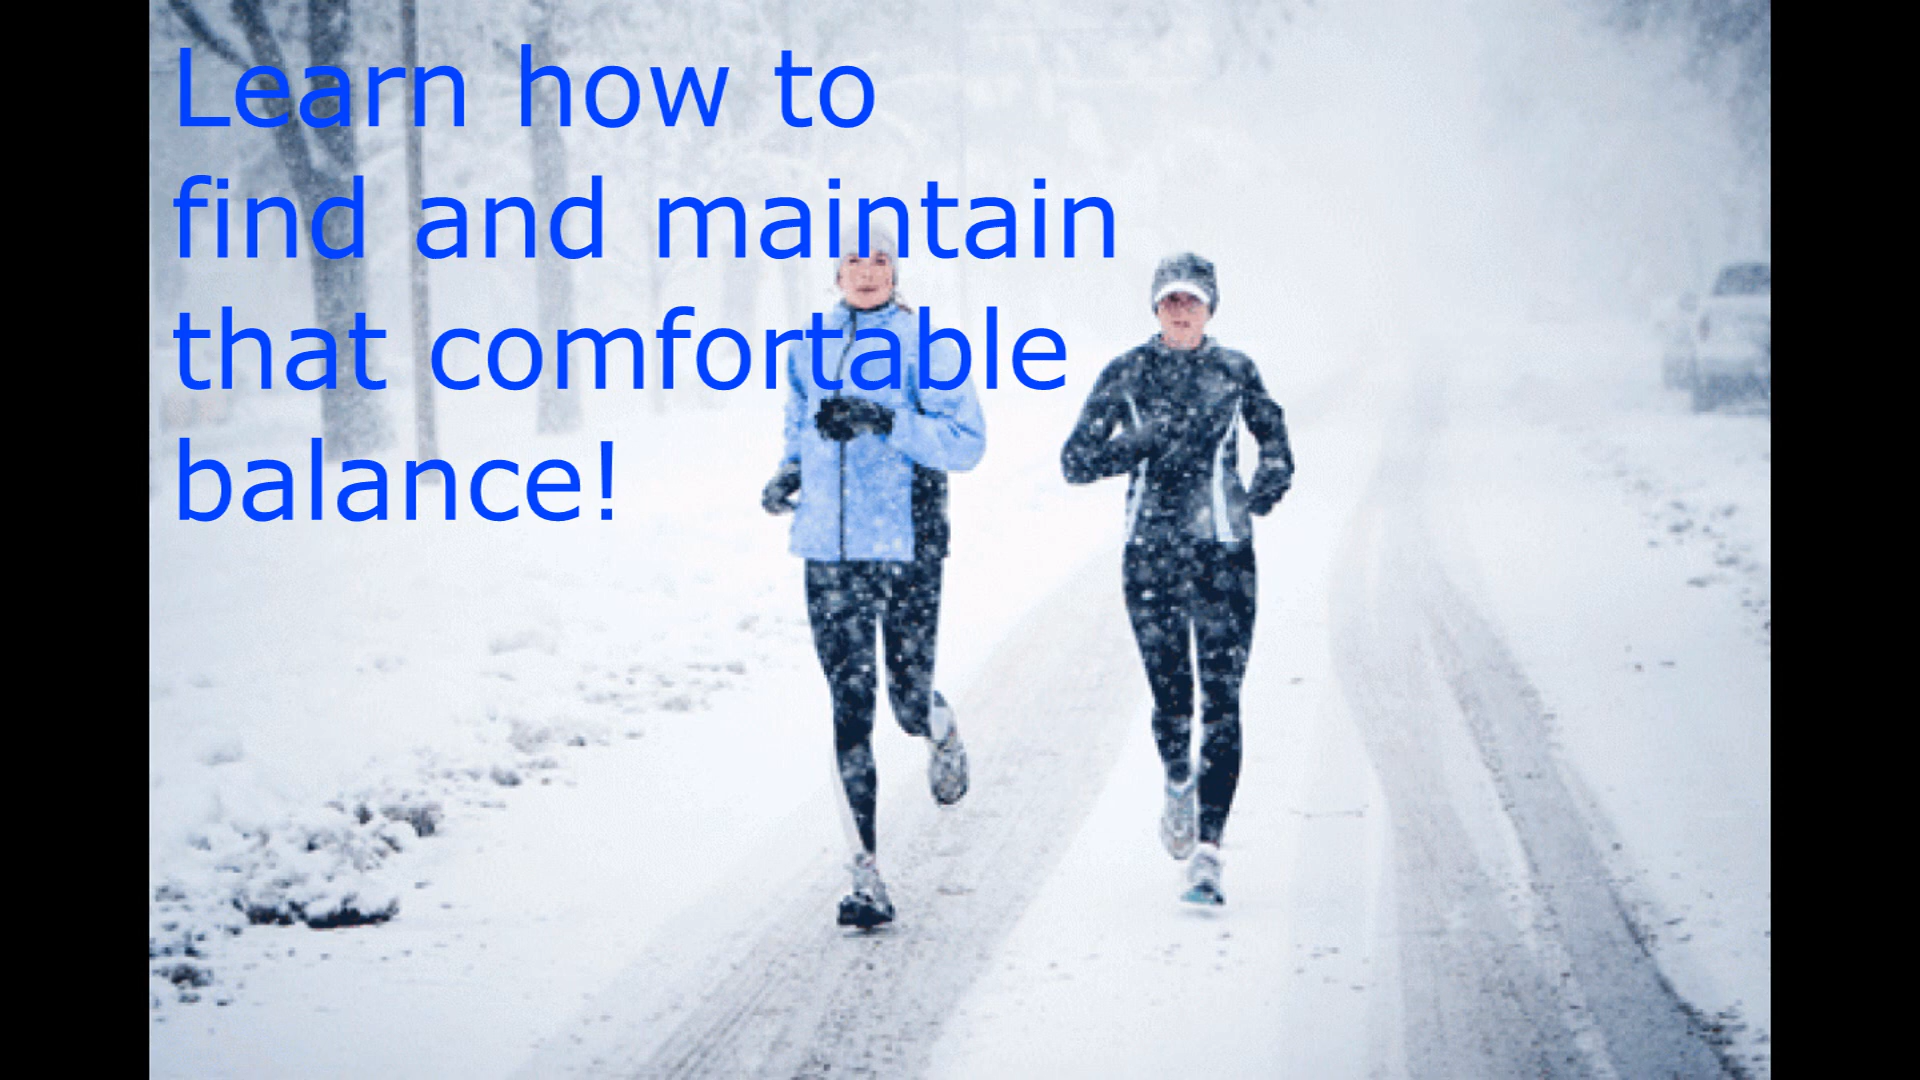 Learn how to
find and maintain
that comfortable
balance!